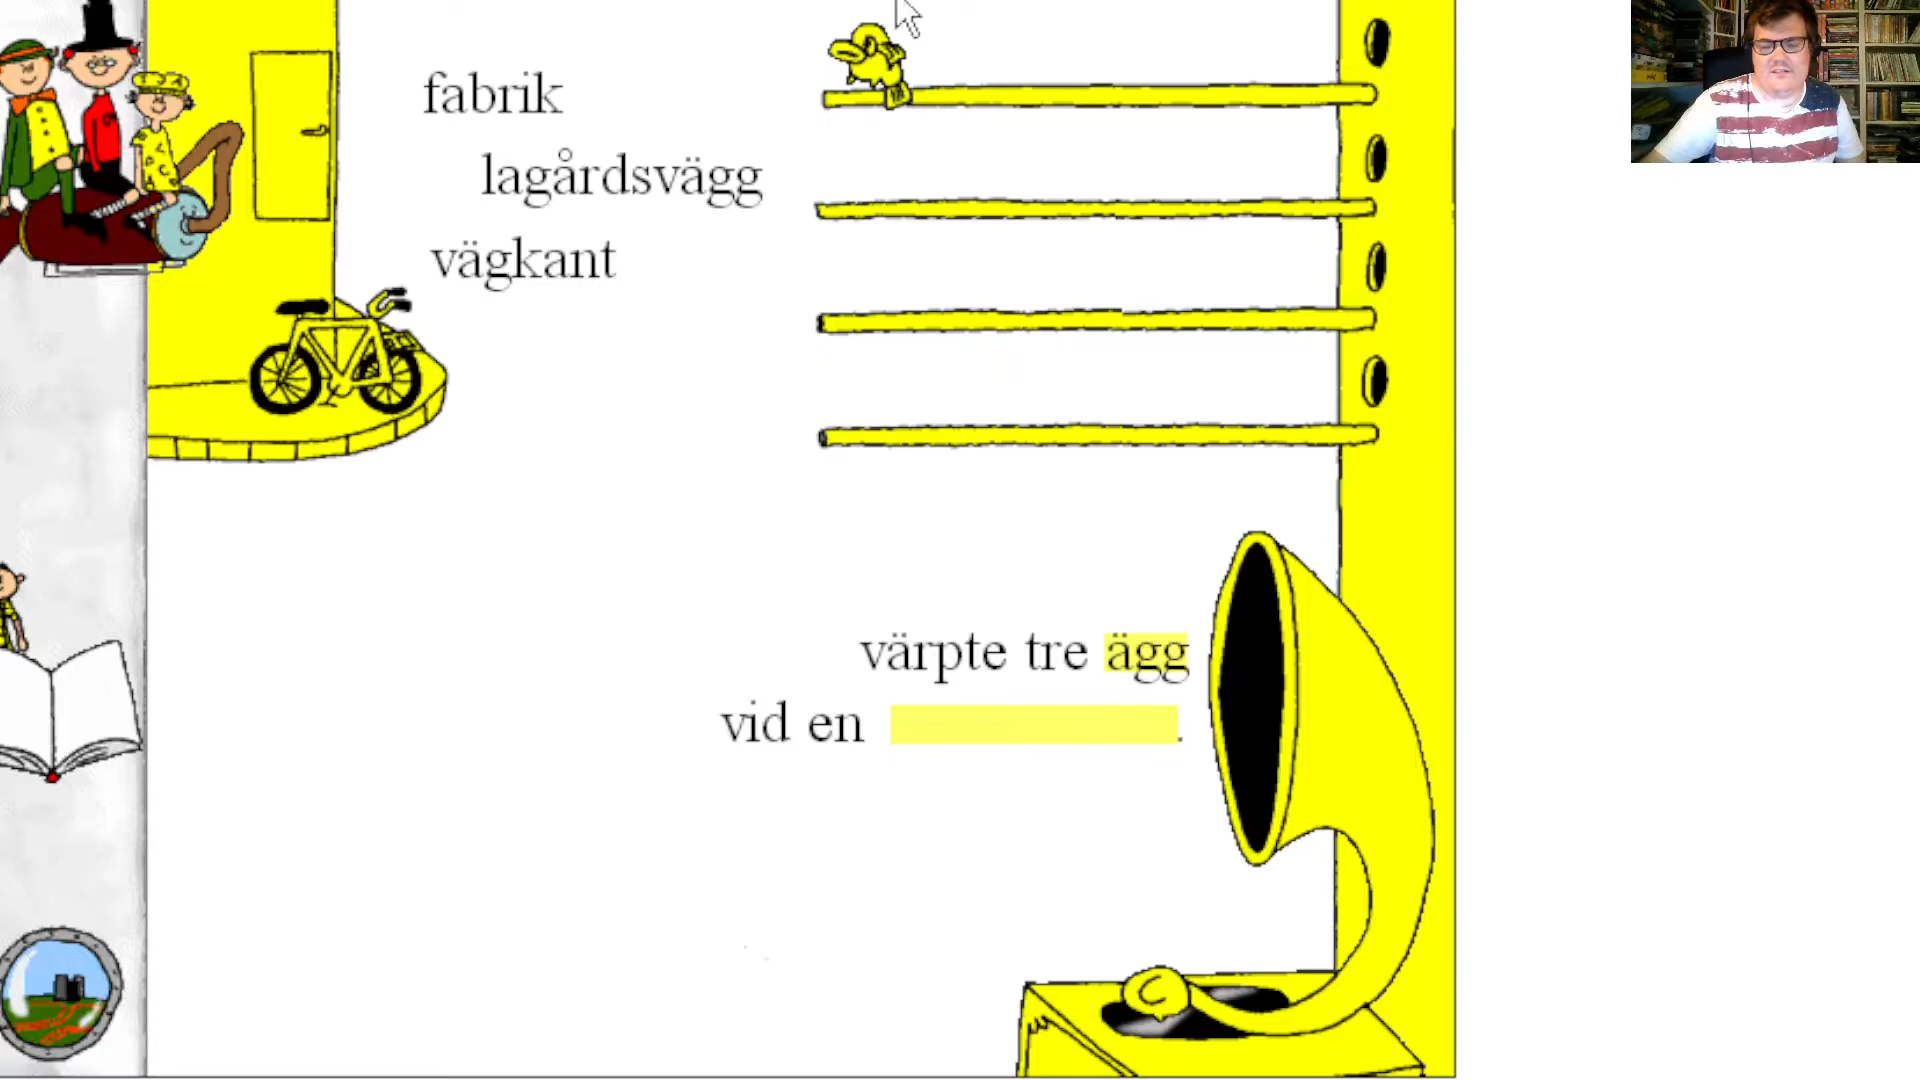 fabrik
lagårdsvägg
vägkant
värpte tre ägg
vid en .